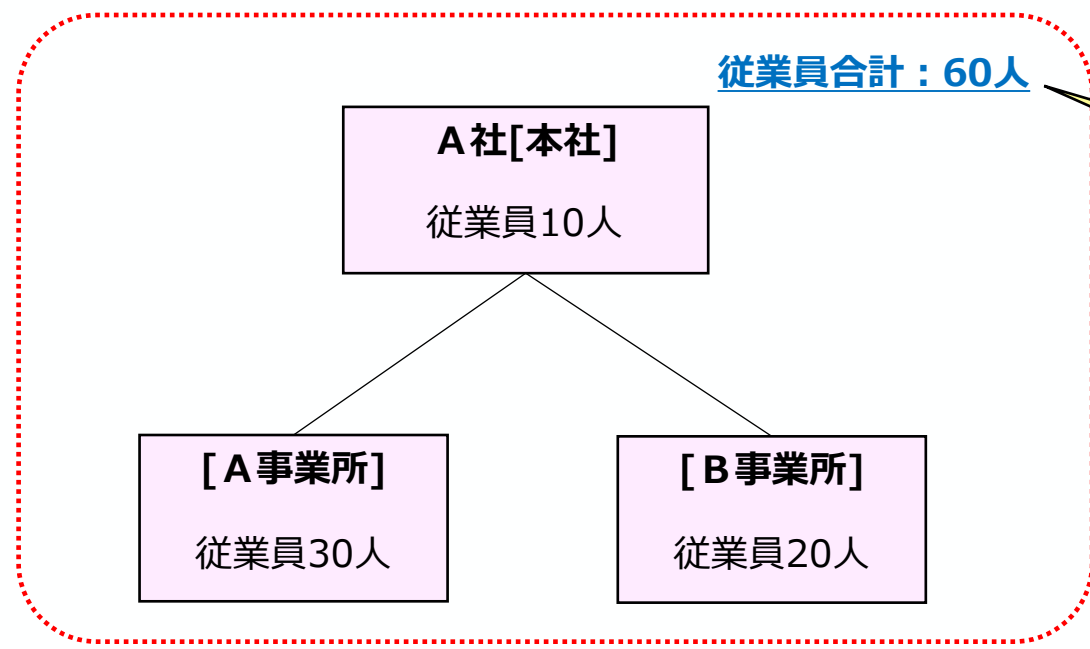 従業員合計：60人
Ａ社[本社]
従業員10人
[Ａ事業所]
従業員30人
[Ｂ事業所]
従業員20人